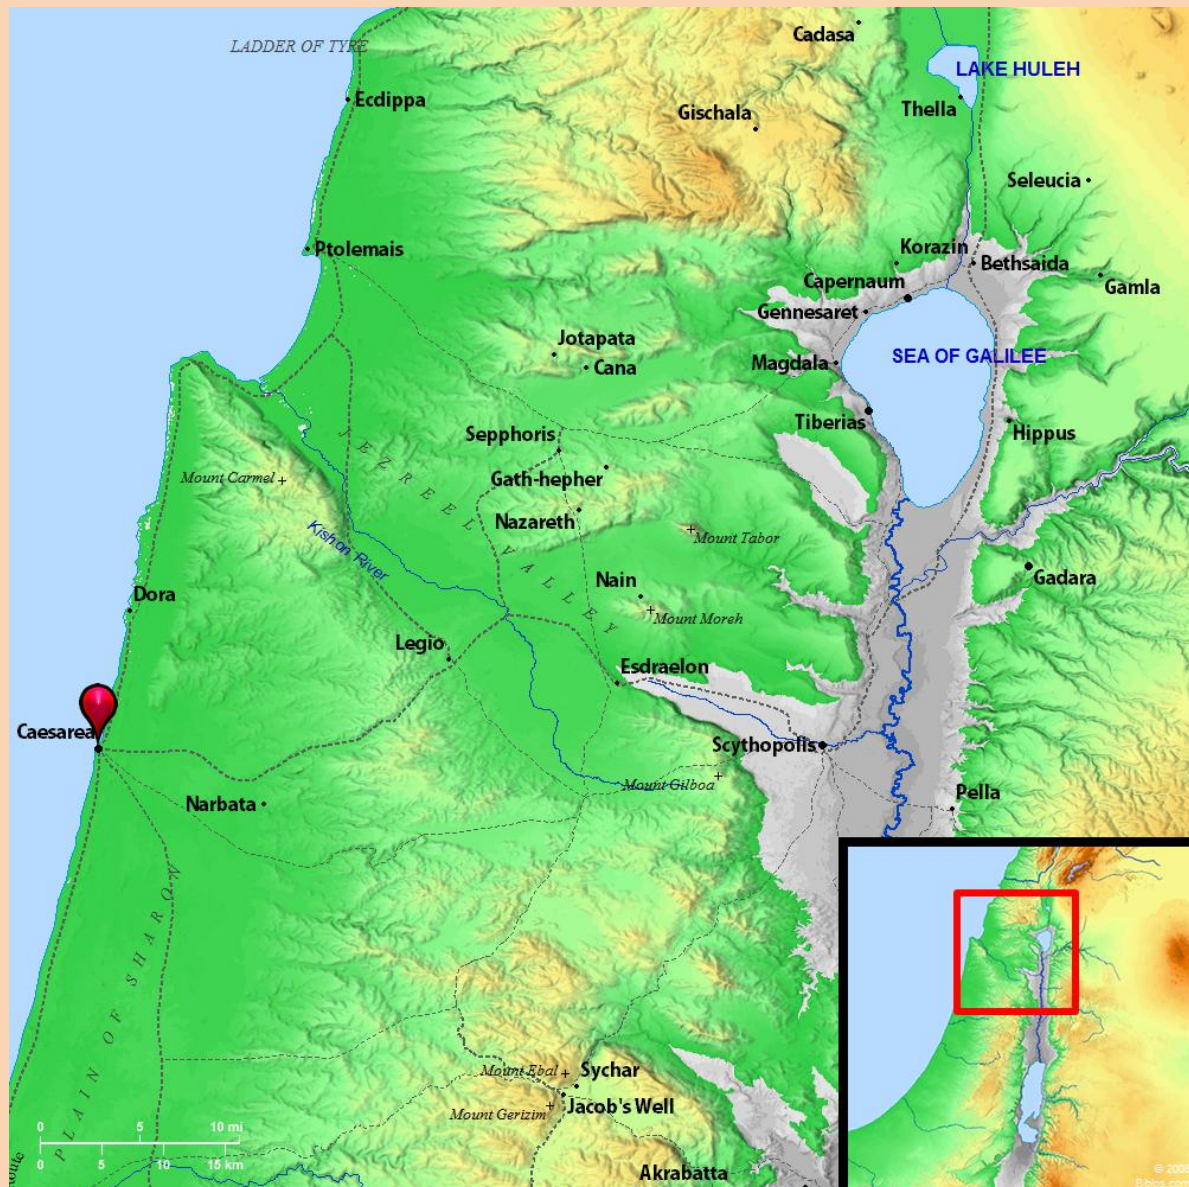 Cadasa
LADDER OF TYRE
LAKE HULEH
Ecdippa
Thella
Gischala
Seleucia
Korazin
Ptolemais
Bethsaida
Capernaum
Gamla
Gennesaret
Jotapata
SEA OF GALILEE
Magdala
Cana
Tiberias
Hippus
Sepphoris
JEZREEL VALLEY
Mount Carmel
Gath-hepher
Nazareth
Mount Tabor
Kishon River
Nain
Gadara
Dora
Mount Moreh
Legio
Esdraelon
Caesarea
Scythopolis
Mount Gilboa
Pella
Narbata
PLAIN OF SHARON
Mount Ebal
Sychar
Jacob's Well
Mount Gerizim
0 5 10 mi
0 5 10 15 km
Akrabatta
© 2008
Biblos.com